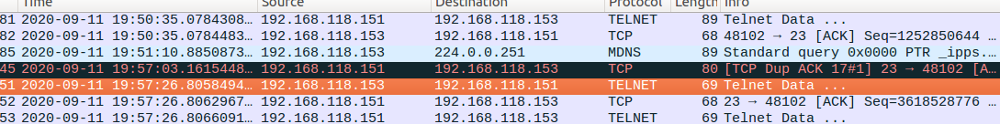 Time Source Destination Protocol Length Info
81 2020-09-11 19:50:35.0784308… 192.168.118.151 192.168.118.153 TELNET 89 Telnet Data ...
82 2020-09-11 19:50:35.0784483… 192.168.118.153 192.168.118.151 TCP 68 48102 → 23 [ACK] Seq=1252850644 …
85 2020-09-11 19:51:10.8850873… 192.168.118.153 224.0.0.251 MDNS 89 Standard query 0x0000 PTR _ipps.…
45 2020-09-11 19:57:03.1615448… 192.168.118.151 192.168.118.153 TCP 80 [TCP Dup ACK 17#1] 23 → 48102 [A…
51 2020-09-11 19:57:26.8058494… 192.168.118.153 192.168.118.151 TELNET 69 Telnet Data ...
52 2020-09-11 19:57:26.8062967… 192.168.118.151 192.168.118.153 TCP 68 23 → 48102 [ACK] Seq=3618528776 …
53 2020-09-11 19:57:26.8066091… 192.168.118.151 192.168.118.153 TELNET 69 Telnet Data ...